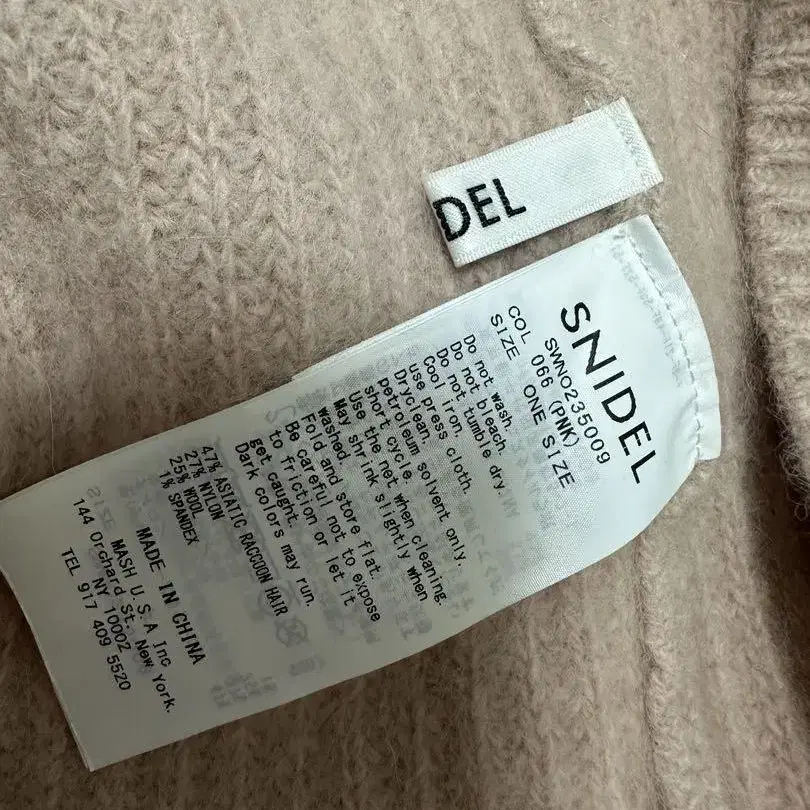 DEL
SNIDEL
SWNO235009
COL 066 (PNK)
SIZE ONE SIZE
Do not wash.
Do not bleach.
Do not tumble dry.
Cool iron.
use press cloth.
Dryclean.
petroleum solvent only.
short cycle.
Use the net when cleaning.
May shrink slightly when
washed.
Fold and store flat.
Be careful not to expose
to friction or let it
get caught.
Dark colors may run.
47% ASIATIC RACCOON HAIR
27% NYLON
25% WOOL
1% SPANDEX
MADE IN CHINA
MASH U.S.A Inc
144 Orchard St. New York.
NY 10002
TEL 917 409 5520